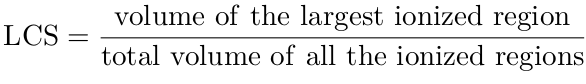 LCS = volume of the largest ionized region / total volume of all the ionized regions